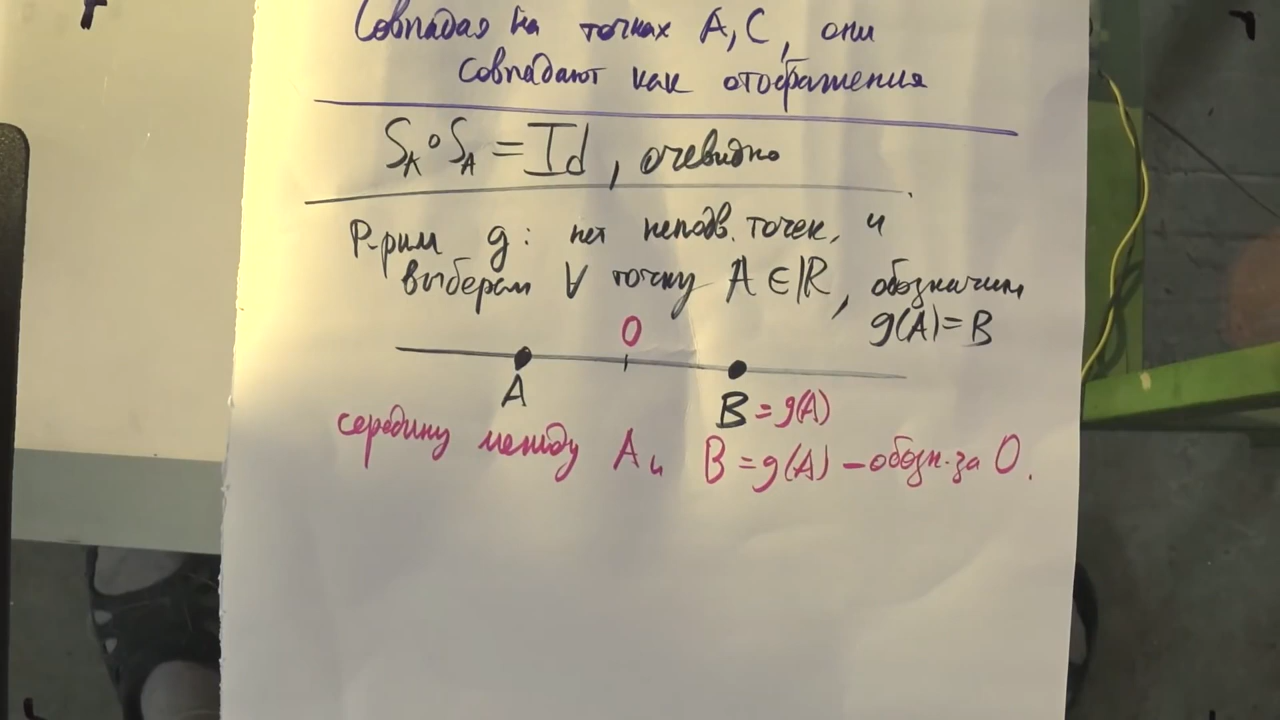 Совпадая на точках A, C, они
совпадают как отображения
S_A ∘ S_A = Id, очевидно
Р-рим g: нет неподв. точек, и
выберем ∀ точку A ∈ ℝ, обозначим
g(A) = B
O
A
B = g(A)
середину между A и B = g(A) – обозн. за O.